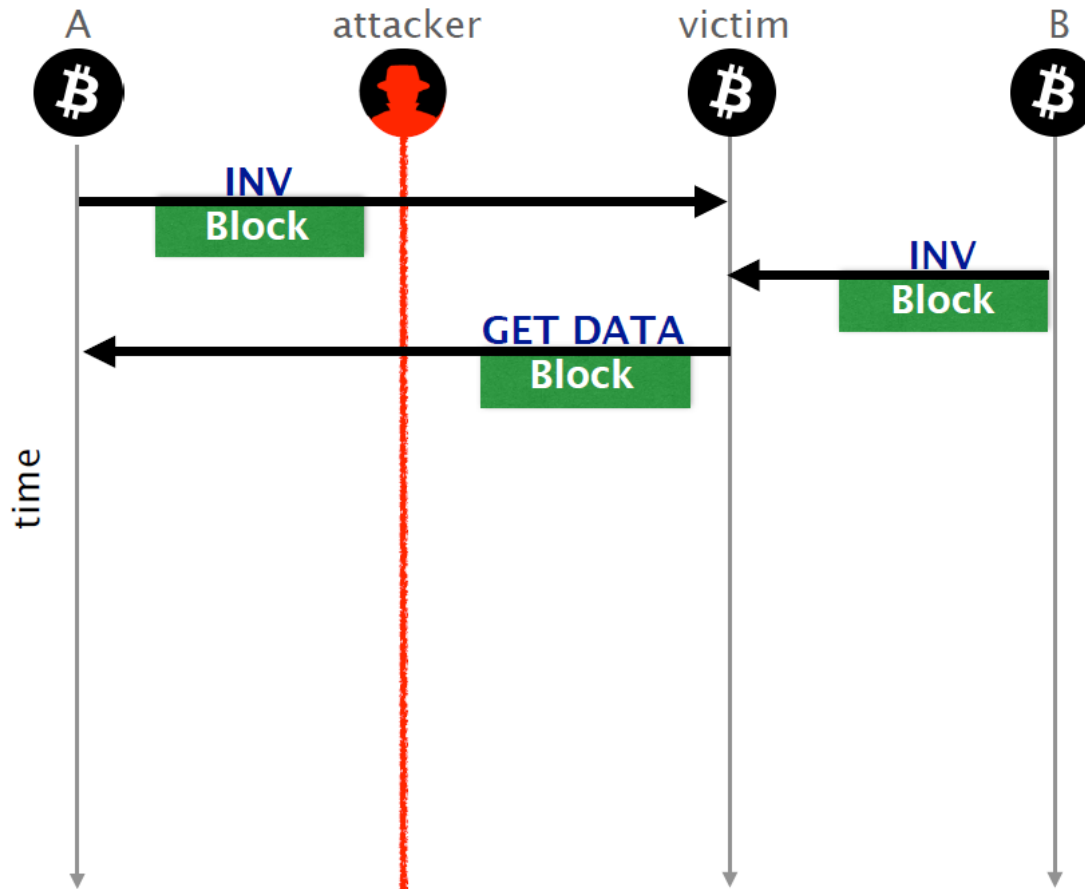 A
attacker
victim
B
INV
Block
INV
Block
GET DATA
Block
time